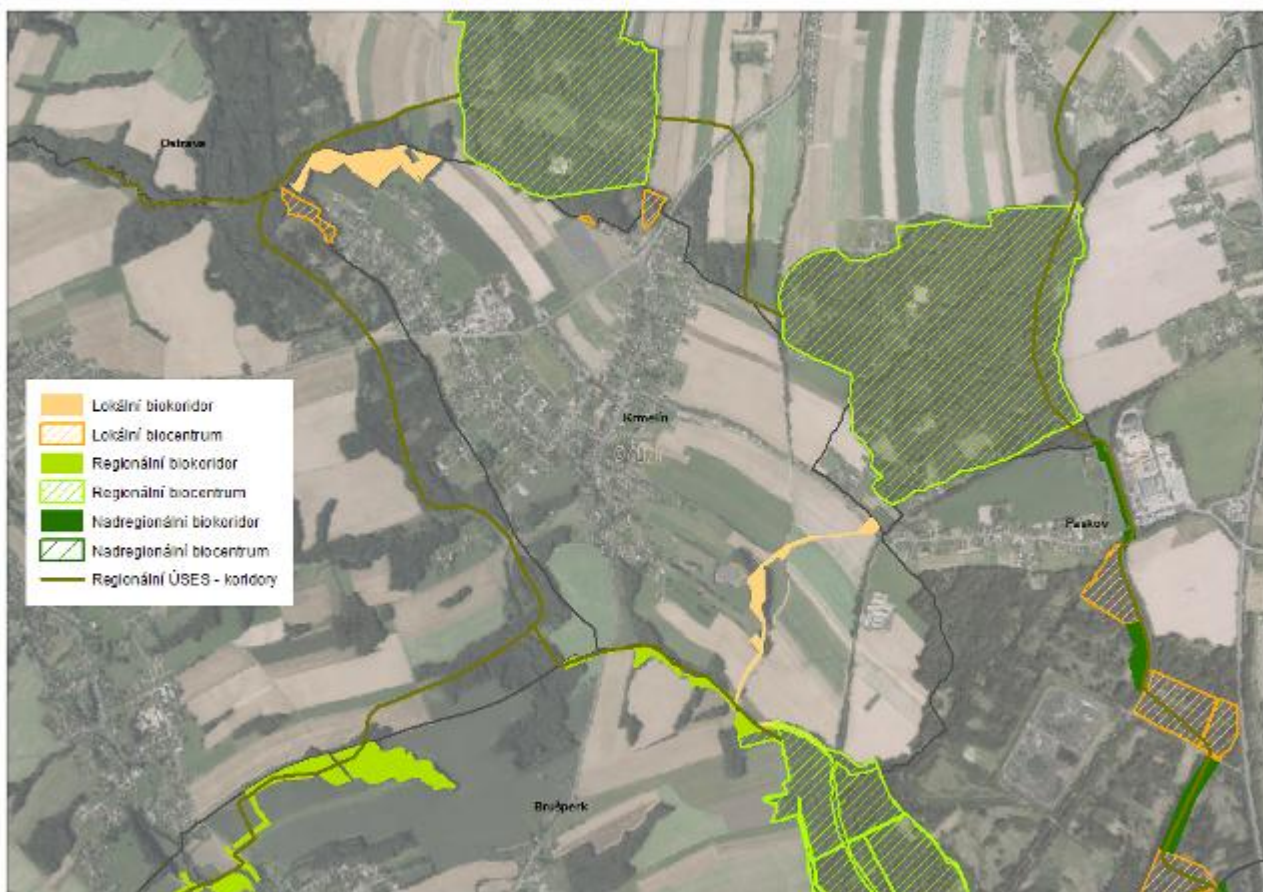 Ostrava
Krmelín
Paskov
Brušperk
Lokální biokoridor
Lokální biocentrum
Regionální biokoridor
Regionální biocentrum
Nadregionální biokoridor
Nadregionální biocentrum
Regionální ÚSES - koridory